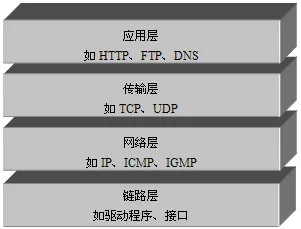 应用层
如 HTTP、FTP、DNS
传输层
如 TCP、UDP
网络层
如 IP、ICMP、IGMP
链路层
如驱动程序、接口